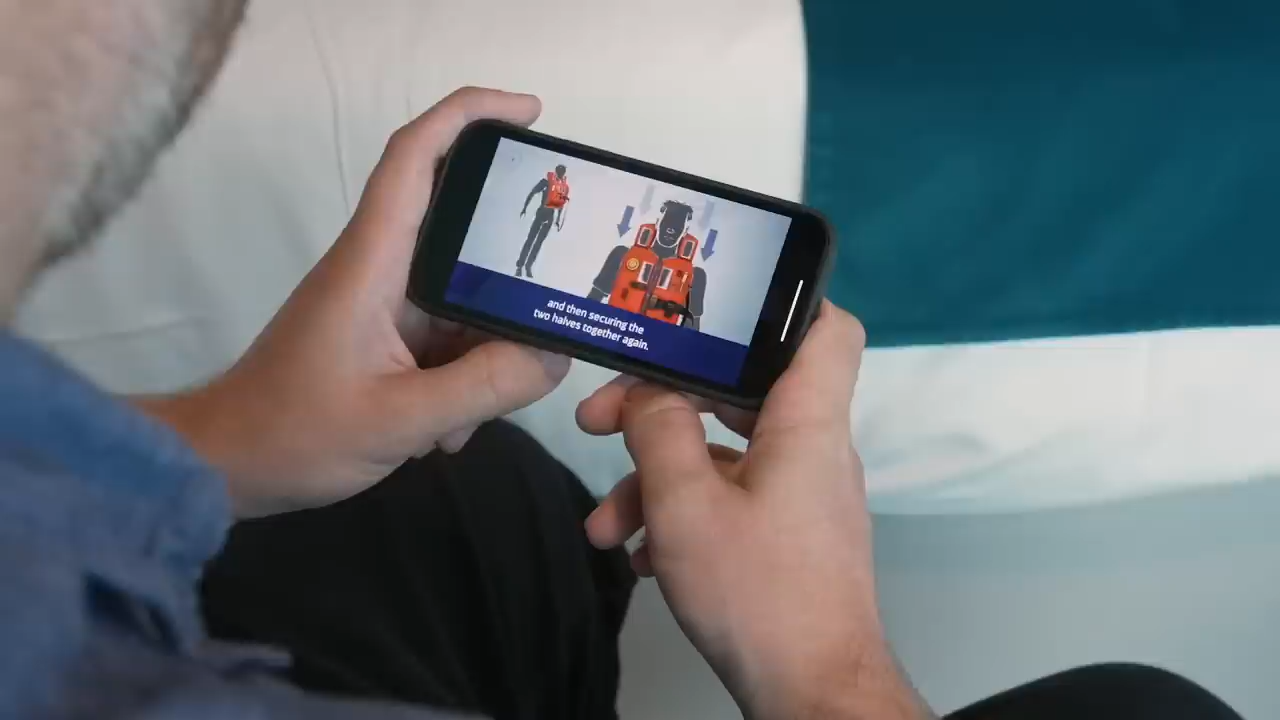 and then securing the
two halves together again.